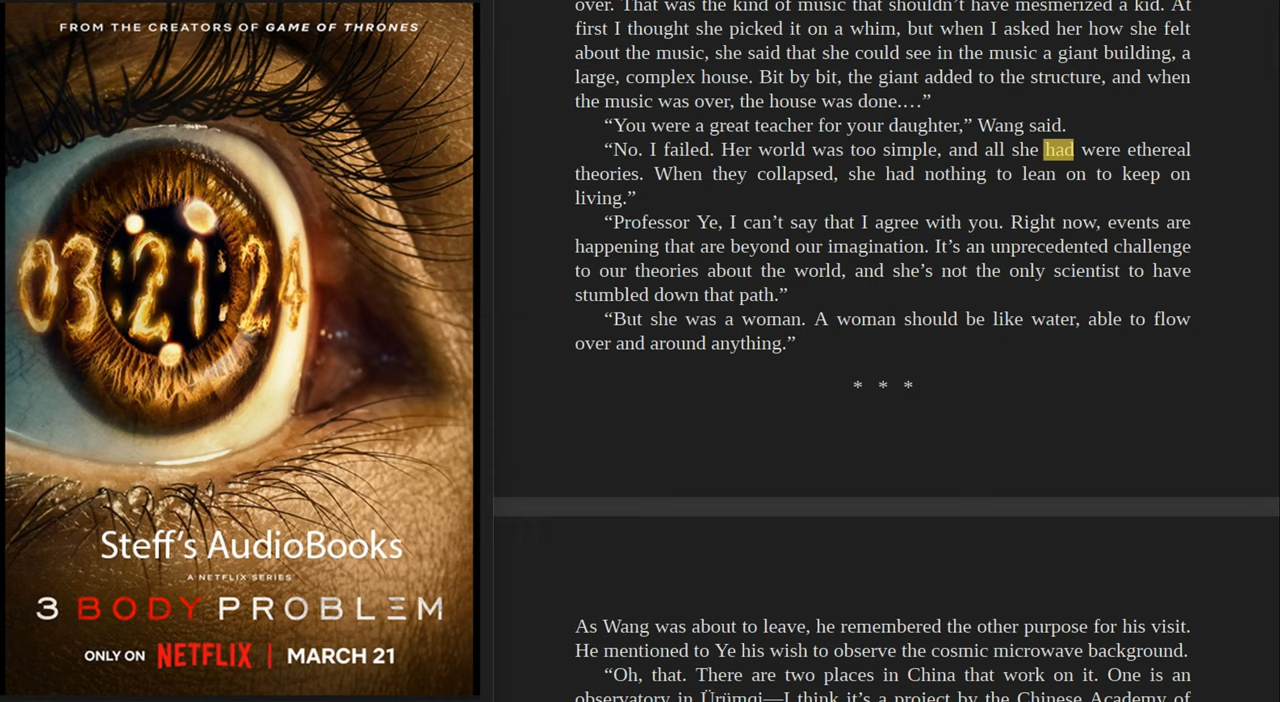 FROM THE CREATORS OF GAME OF THRONES
03:21:24
Steff's AudioBooks
A NETFLIX SERIES
3 BODY PROBLEM
ONLY ON NETFLIX | MARCH 21
over. That was the kind of music that shouldn’t have mesmerized a kid. At
first I thought she picked it on a whim, but when I asked her how she felt
about the music, she said that she could see in the music a giant building, a
large, complex house. Bit by bit, the giant added to the structure, and when
the music was over, the house was done.…”
“You were a great teacher for your daughter,” Wang said.
“No. I failed. Her world was too simple, and all she had were ethereal
theories. When they collapsed, she had nothing to lean on to keep on
living.”
“Professor Ye, I can’t say that I agree with you. Right now, events are
happening that are beyond our imagination. It’s an unprecedented challenge
to our theories about the world, and she’s not the only scientist to have
stumbled down that path.”
“But she was a woman. A woman should be like water, able to flow
over and around anything.”
* * *
As Wang was about to leave, he remembered the other purpose for his visit.
He mentioned to Ye his wish to observe the cosmic microwave background.
“Oh, that. There are two places in China that work on it. One is an
observatory in Ürümqi—I think it’s a project by the Chinese Academy of